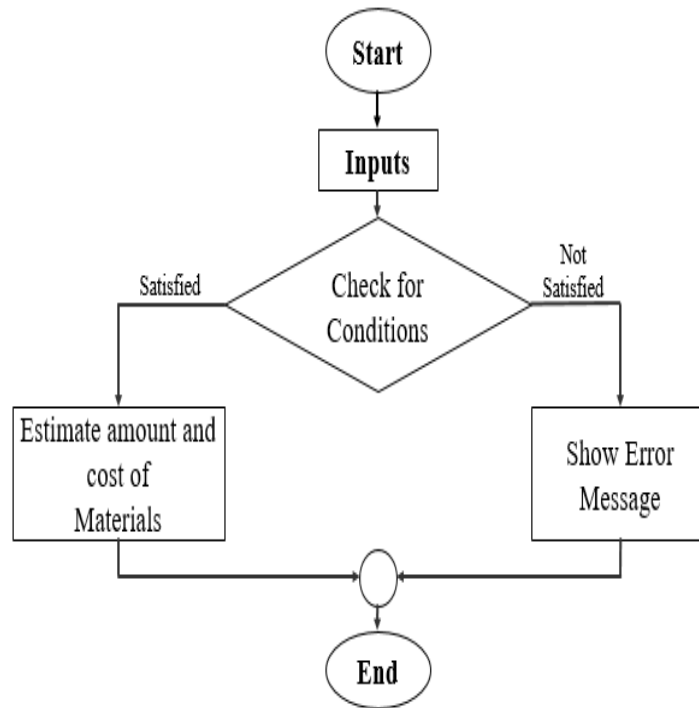 Start
Inputs
Satisfied
Check for
Conditions
Not
Satisfied
Estimate amount and
cost of
Materials
Show Error
Message
End